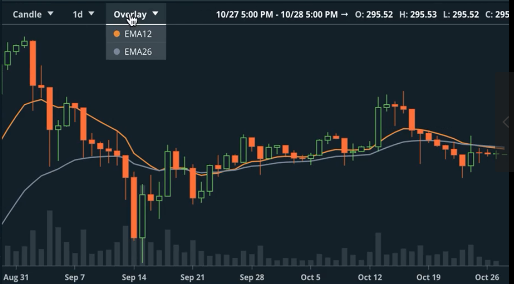 Candle 1d Overlay 10/27 5:00 PM - 10/28 5:00 PM → O: 295.52 H: 295.53 L: 295.52 C: 295
EMA12
EMA26
Aug 31 Sep 7 Sep 14 Sep 21 Sep 28 Oct 5 Oct 12 Oct 19 Oct 26